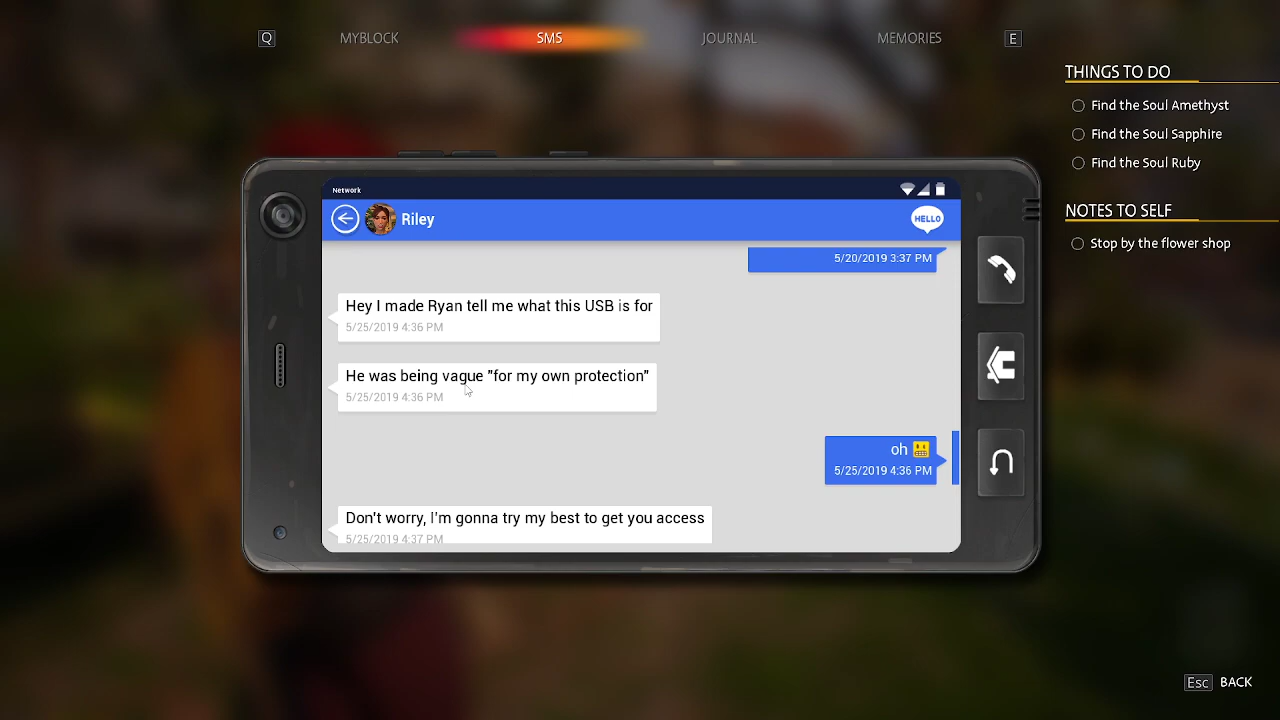 Q
MYBLOCK
SMS
JOURNAL
MEMORIES
E
THINGS TO DO
Find the Soul Amethyst
Find the Soul Sapphire
Find the Soul Ruby
NOTES TO SELF
Stop by the flower shop
Network
Riley
HELLO
5/20/2019 3:37 PM
Hey I made Ryan tell me what this USB is for
5/25/2019 4:36 PM
He was being vague "for my own protection"
5/25/2019 4:36 PM
oh 😬
5/25/2019 4:36 PM
Don't worry, I'm gonna try my best to get you access
5/25/2019 4:37 PM
Esc BACK